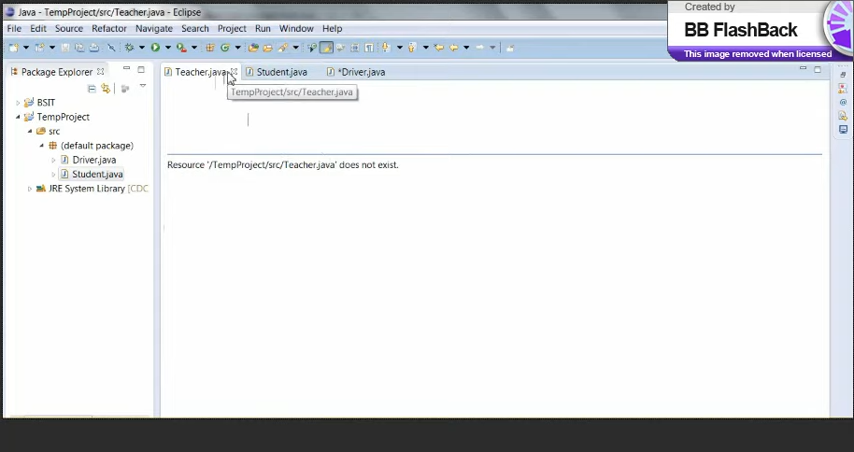 Java - TempProject/src/Teacher.java - Eclipse
Created by
BB FlashBack
This image removed when licensed
File Edit Source Refactor Navigate Search Project Run Window Help
Package Explorer
Teacher.java
Student.java
*Driver.java
TempProject/src/Teacher.java
BSIT
TempProject
src
(default package)
Driver.java
Student.java
JRE System Library [CDC
Resource '/TempProject/src/Teacher.java' does not exist.